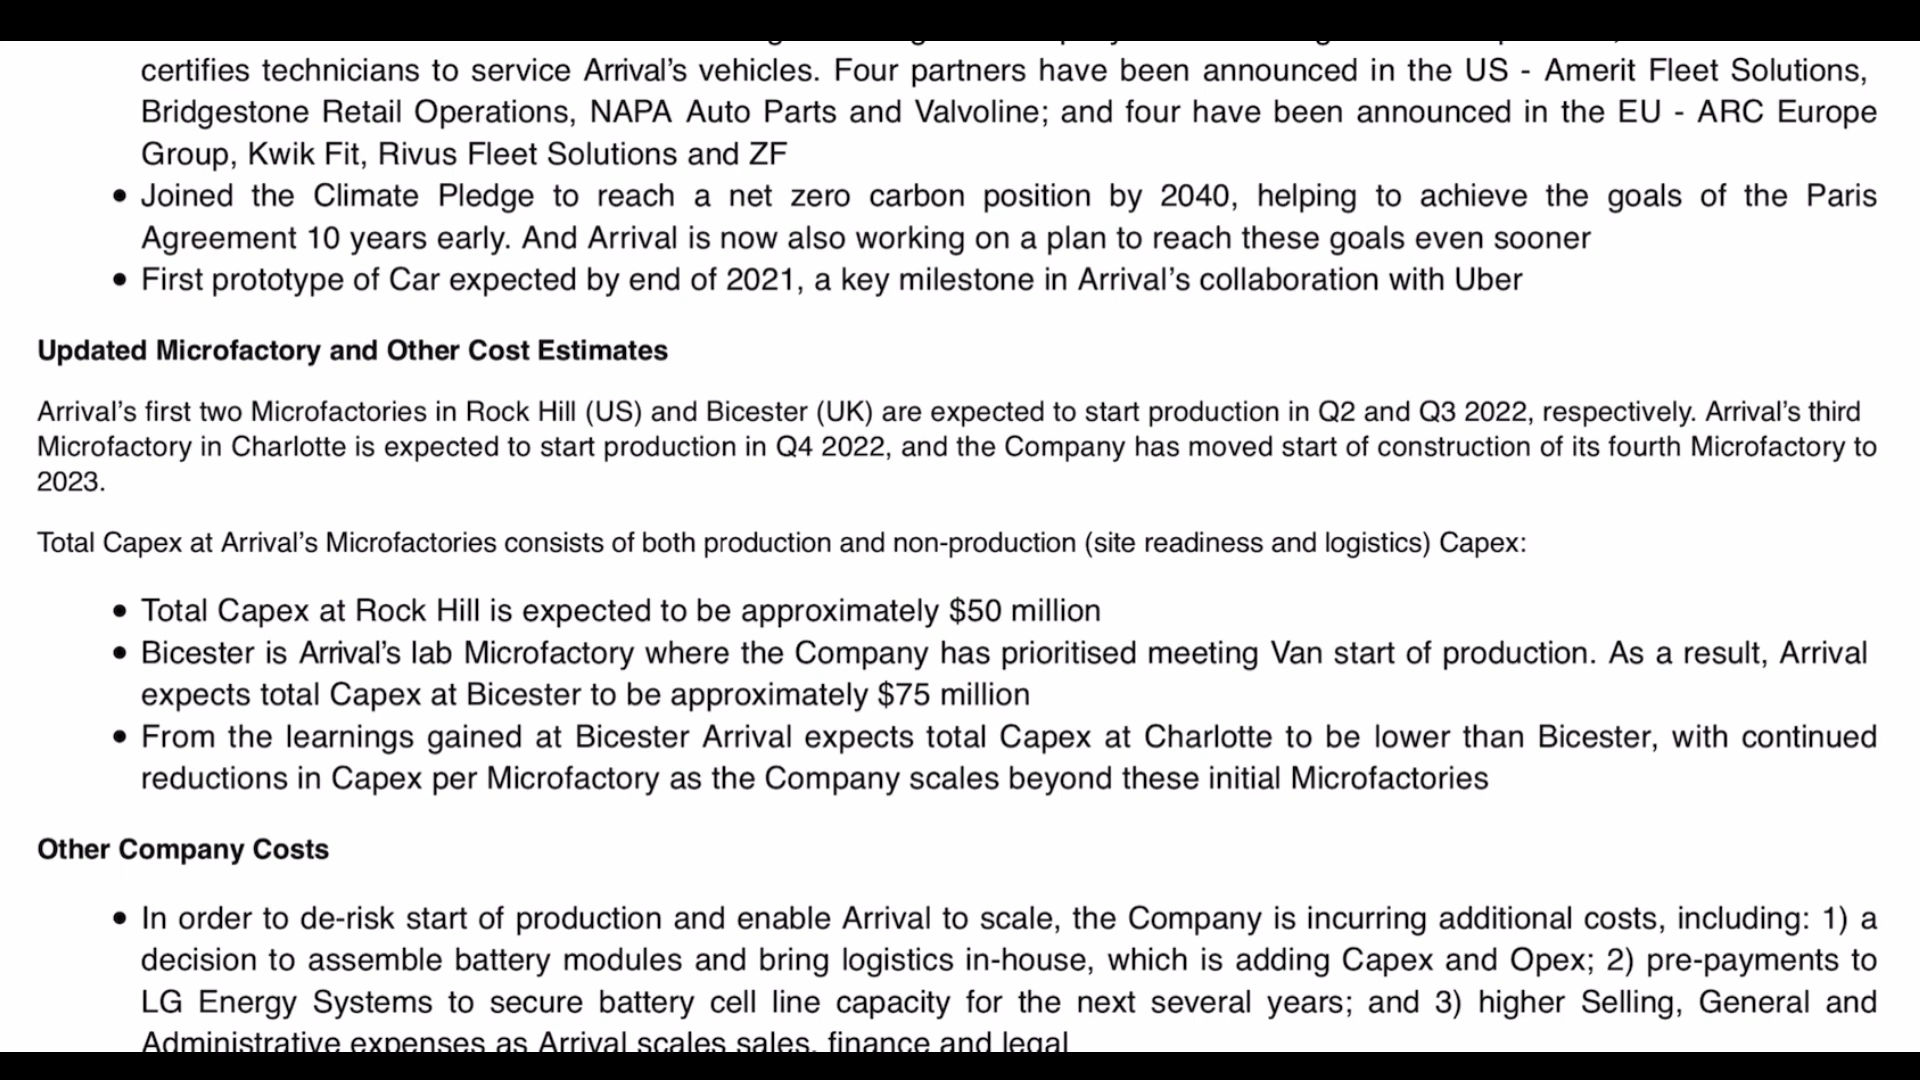 certifies technicians to service Arrival's vehicles. Four partners have been announced in the US - Amerit Fleet Solutions,
Bridgestone Retail Operations, NAPA Auto Parts and Valvoline; and four have been announced in the EU - ARC Europe
Group, Kwik Fit, Rivus Fleet Solutions and ZF
● Joined the Climate Pledge to reach a net zero carbon position by 2040, helping to achieve the goals of the Paris
Agreement 10 years early. And Arrival is now also working on a plan to reach these goals even sooner
● First prototype of Car expected by end of 2021, a key milestone in Arrival's collaboration with Uber
Updated Microfactory and Other Cost Estimates
Arrival's first two Microfactories in Rock Hill (US) and Bicester (UK) are expected to start production in Q2 and Q3 2022, respectively. Arrival's third
Microfactory in Charlotte is expected to start production in Q4 2022, and the Company has moved start of construction of its fourth Microfactory to
2023.
Total Capex at Arrival's Microfactories consists of both production and non-production (site readiness and logistics) Capex:
● Total Capex at Rock Hill is expected to be approximately $50 million
● Bicester is Arrival's lab Microfactory where the Company has prioritised meeting Van start of production. As a result, Arrival
expects total Capex at Bicester to be approximately $75 million
● From the learnings gained at Bicester Arrival expects total Capex at Charlotte to be lower than Bicester, with continued
reductions in Capex per Microfactory as the Company scales beyond these initial Microfactories
Other Company Costs
● In order to de-risk start of production and enable Arrival to scale, the Company is incurring additional costs, including: 1) a
decision to assemble battery modules and bring logistics in-house, which is adding Capex and Opex; 2) pre-payments to
LG Energy Systems to secure battery cell line capacity for the next several years; and 3) higher Selling, General and
Administrative expenses as Arrival scales sales, finance and legal